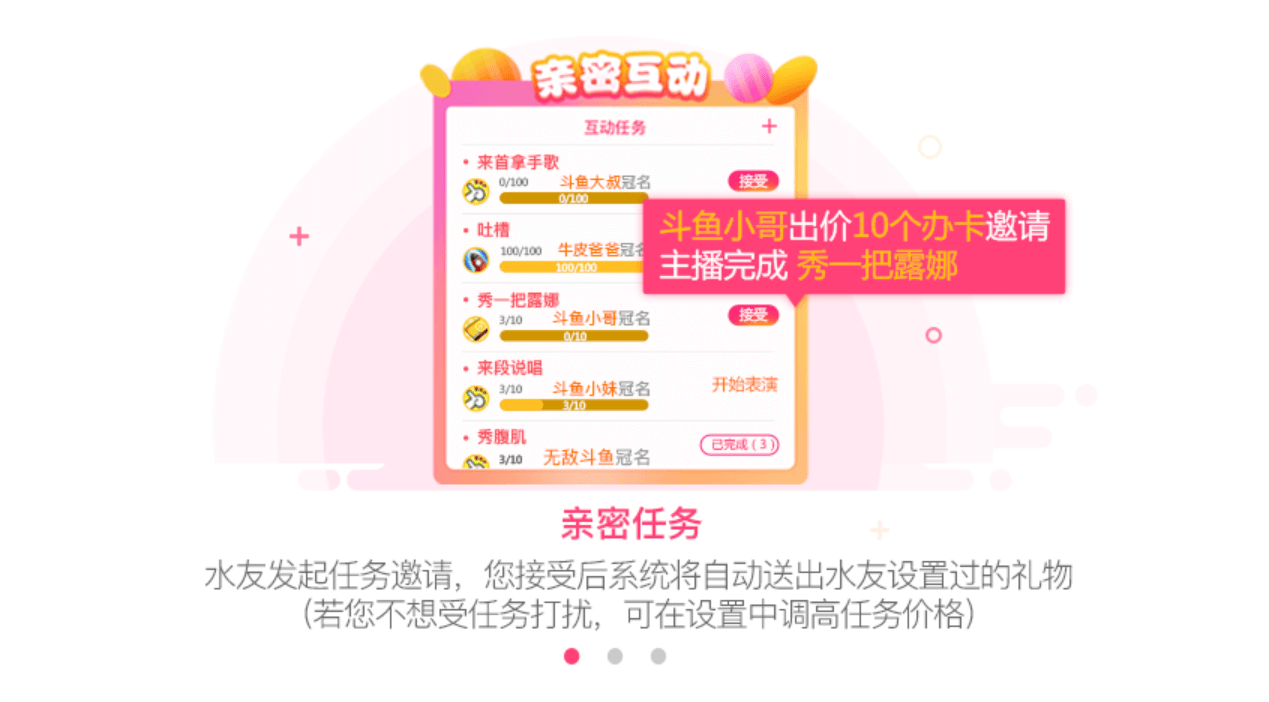 亲密互动
互动任务 +
• 来首拿手歌
0/100 斗鱼大叔冠名
0/100
接受
• 吐槽
100/100 牛皮爸爸冠名
100/100
斗鱼小哥出价10个办卡邀请
主播完成 秀一把露娜
• 秀一把露娜
3/10 斗鱼小哥冠名
0/10
接受
• 来段说唱
3/10 斗鱼小妹冠名
3/10
开始表演
• 秀腹肌
3/10 无敌斗鱼冠名
已完成 ( 3 )
亲密任务
水友发起任务邀请，您接受后系统将自动送出水友设置过的礼物
（若您不想受任务打扰，可在设置中调高任务价格）